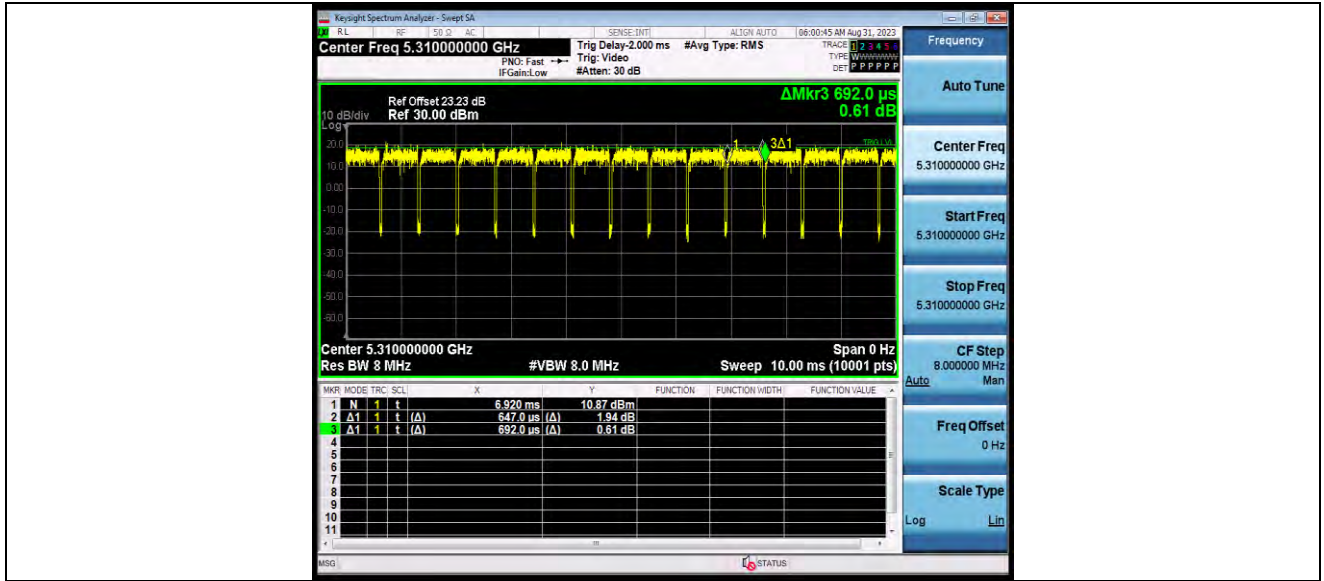 Keysight Spectrum Analyzer - Swept SA
RL RF 50 Ω AC SENSE:INT ALIGN AUTO 06:00:45 AM Aug 31, 2023
Center Freq 5.310000000 GHz
PNO: Fast
IFGain:Low
Trig Delay-2.000 ms #Avg Type: RMS
Trig: Video
#Atten: 30 dB
TRACE 1 2 3 4 5 6
TYPE WWWWWW
DET P P P P P P
Ref Offset 23.23 dB
10 dB/div Ref 30.00 dBm
Log
ΔMkr3 692.0 µs
0.61 dB
20.0
10.0
0.00
-10.0
-20.0
-30.0
-40.0
-50.0
-60.0
1
3Δ1
TRIG LVL
Center 5.310000000 GHz Span 0 Hz
Res BW 8 MHz #VBW 8.0 MHz Sweep 10.00 ms (10001 pts)
MKR MODE TRC SCL X Y FUNCTION FUNCTION WIDTH FUNCTION VALUE
1 N 1 t 6.920 ms 10.87 dBm
2 Δ1 1 t (Δ) 647.0 µs (Δ) 1.94 dB
3 Δ1 1 t (Δ) 692.0 µs (Δ) 0.61 dB
4
5
6
7
8
9
10
11
MSG STATUS
Frequency
Auto Tune
Center Freq
5.310000000 GHz
Start Freq
5.310000000 GHz
Stop Freq
5.310000000 GHz
CF Step
8.000000 MHz
Auto Man
Freq Offset
0 Hz
Scale Type
Log Lin